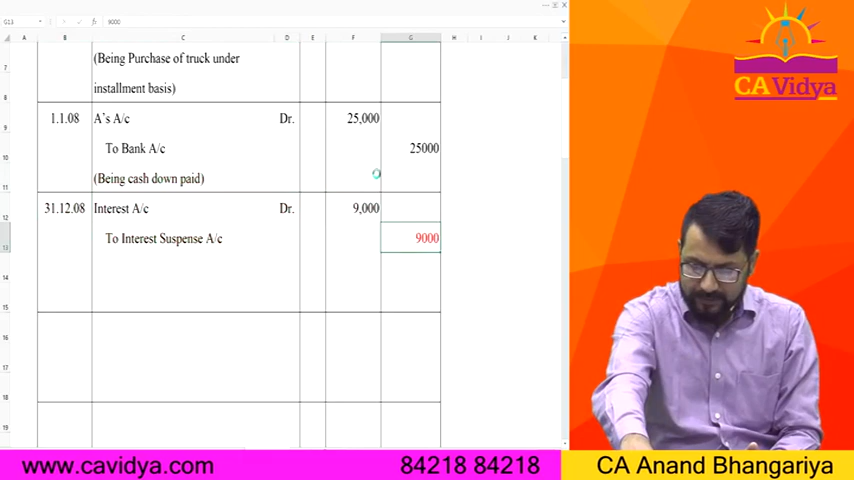 G13
9000
A B C D E F G H I J K
7 (Being Purchase of truck under
8 installment basis)
9 1.1.08 A`s A/c Dr. 25,000
10 To Bank A/c 25000
11 (Being cash down paid)
12 31.12.08 Interest A/c Dr. 9,000
13 To Interest Suspense A/c 9000
14
15
16
17
18
19
CA Vidya
www.cavidya.com 84218 84218 CA Anand Bhangariya